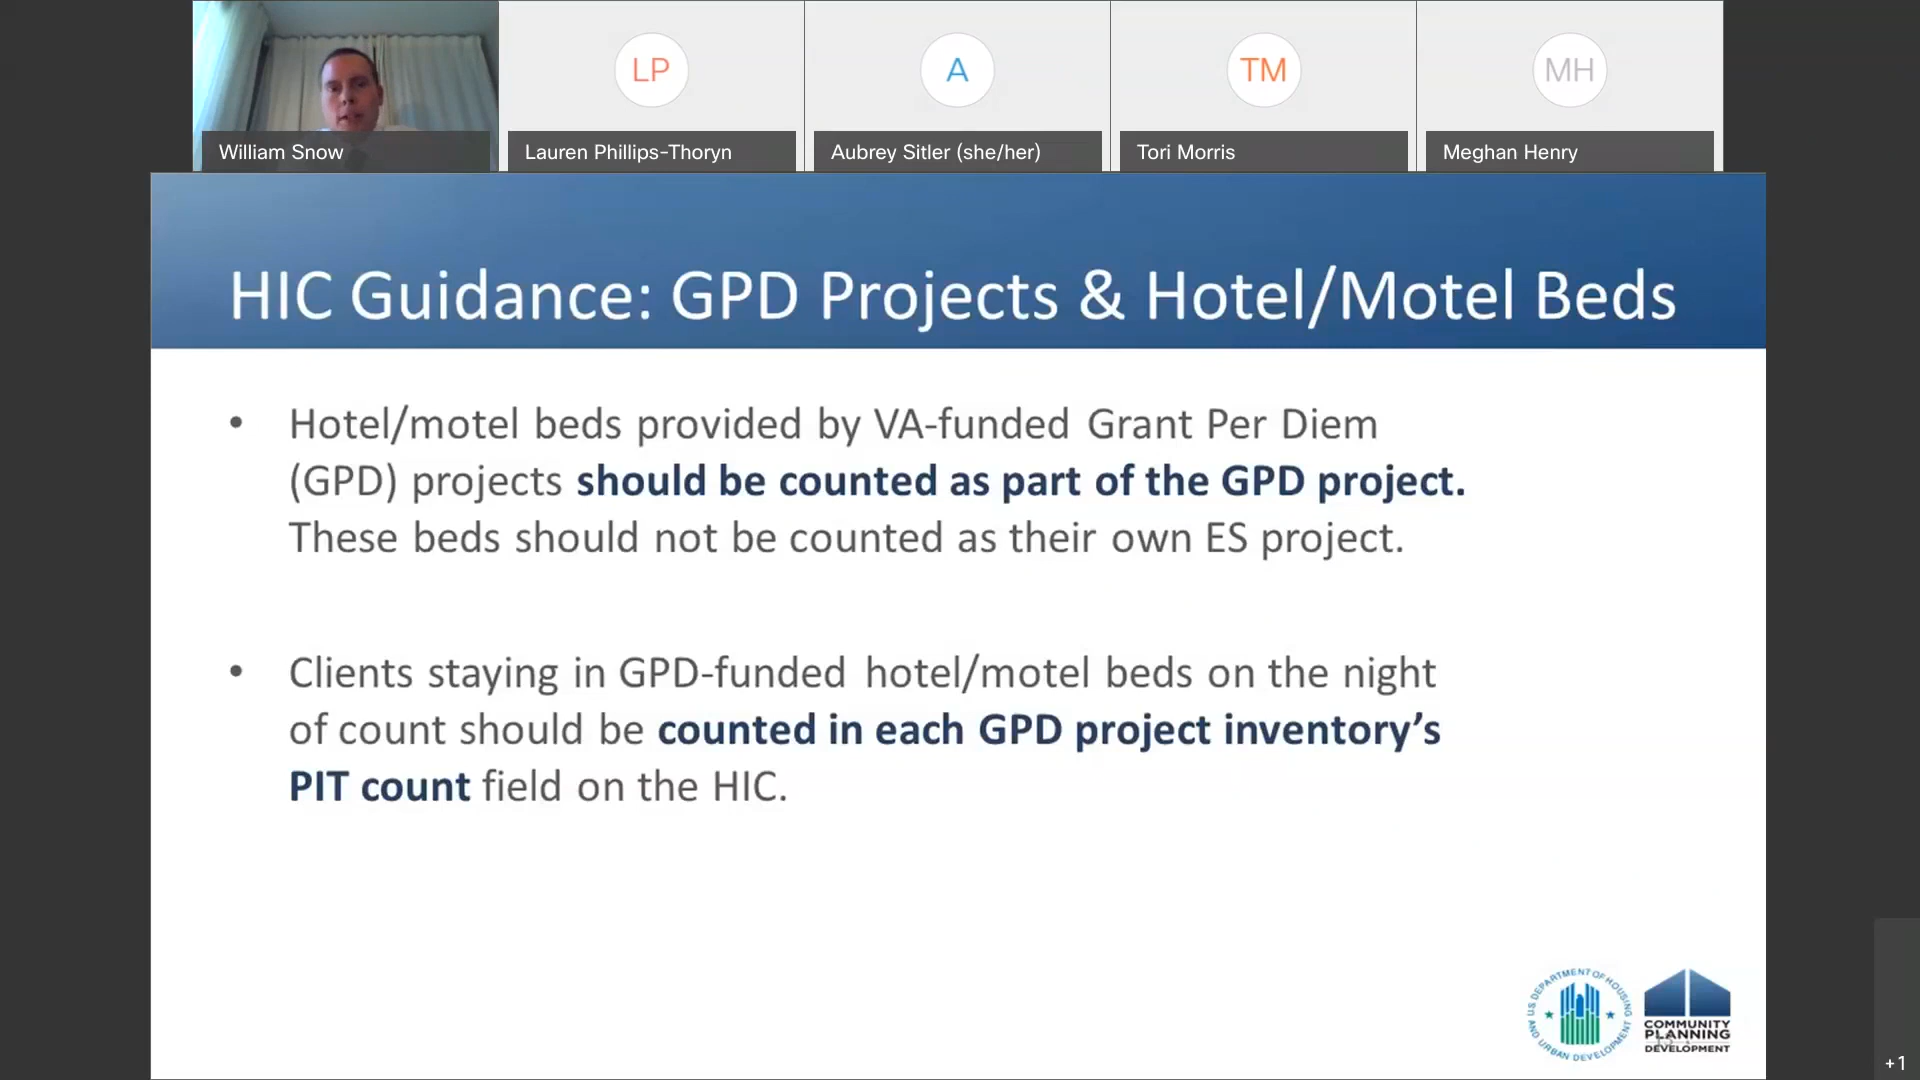 LP
A
TM
MH
William Snow
Lauren Phillips-Thoryn
Aubrey Sitler (she/her)
Tori Morris
Meghan Henry
HIC Guidance: GPD Projects & Hotel/Motel Beds
• Hotel/motel beds provided by VA-funded Grant Per Diem
(GPD) projects should be counted as part of the GPD project.
These beds should not be counted as their own ES project.
• Clients staying in GPD-funded hotel/motel beds on the night
of count should be counted in each GPD project inventory’s
PIT count field on the HIC.
U.S. DEPARTMENT OF HOUSING
AND URBAN DEVELOPMENT
COMMUNITY
PLANNING
DEVELOPMENT
+1